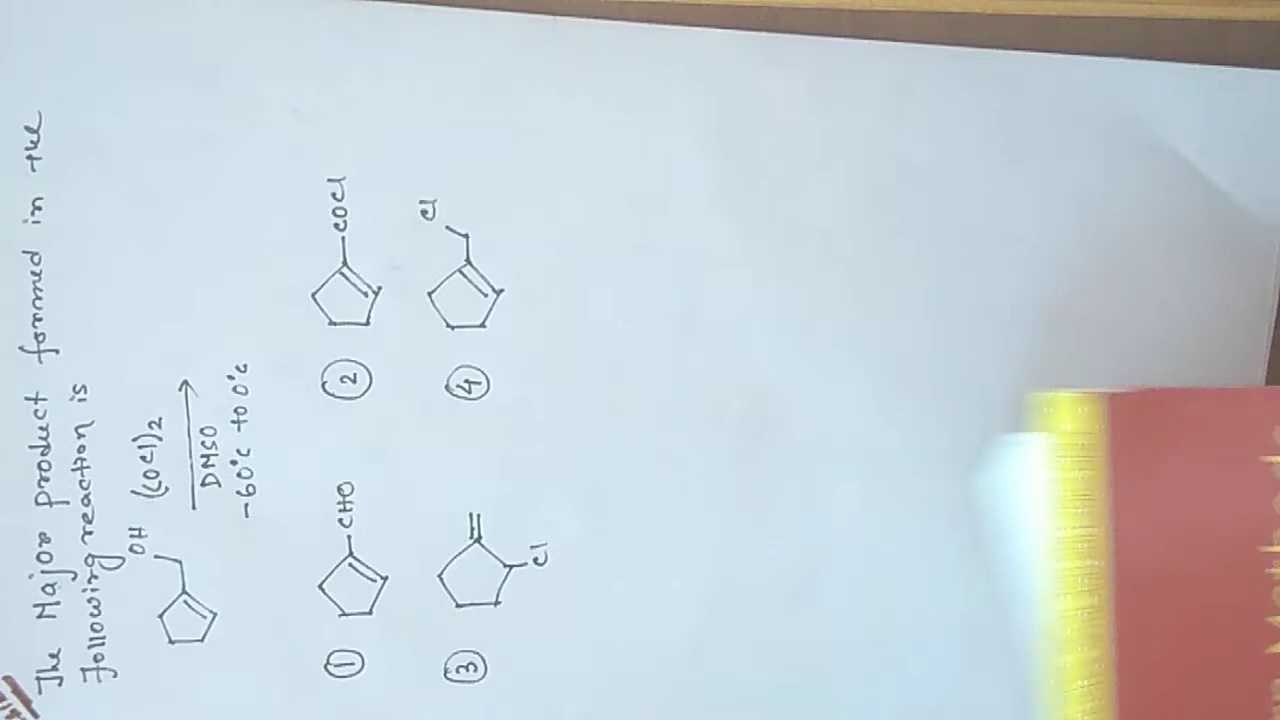 The Major product formed in the
following reaction is
OH (COCl)2
DMSO
-60°C to 0°C
① CHO ② COCl
③ Cl ④ Cl